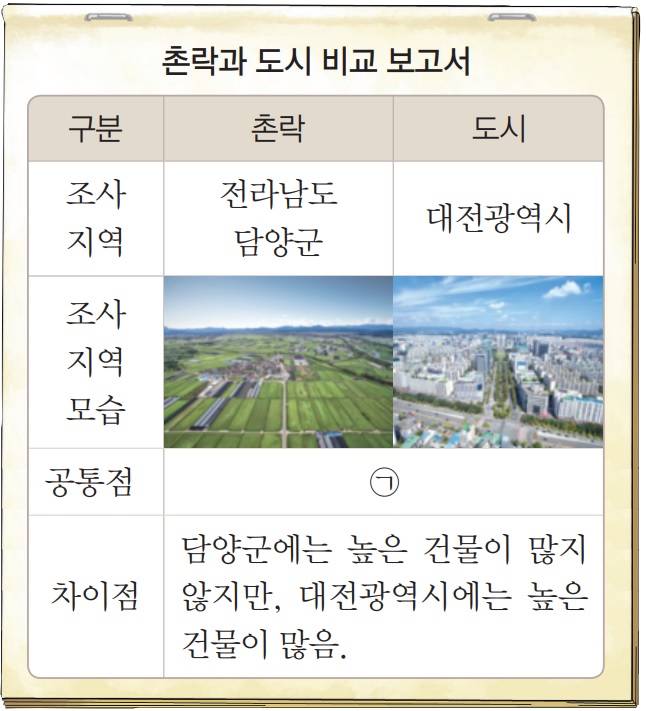 촌락과 도시 비교 보고서
구분 촌락 도시
조사
지역
전라남도
담양군
대전광역시
조사
지역
모습
공통점 ㉠
차이점
담양군에는 높은 건물이 많지
않지만, 대전광역시에는 높은
건물이 많음.